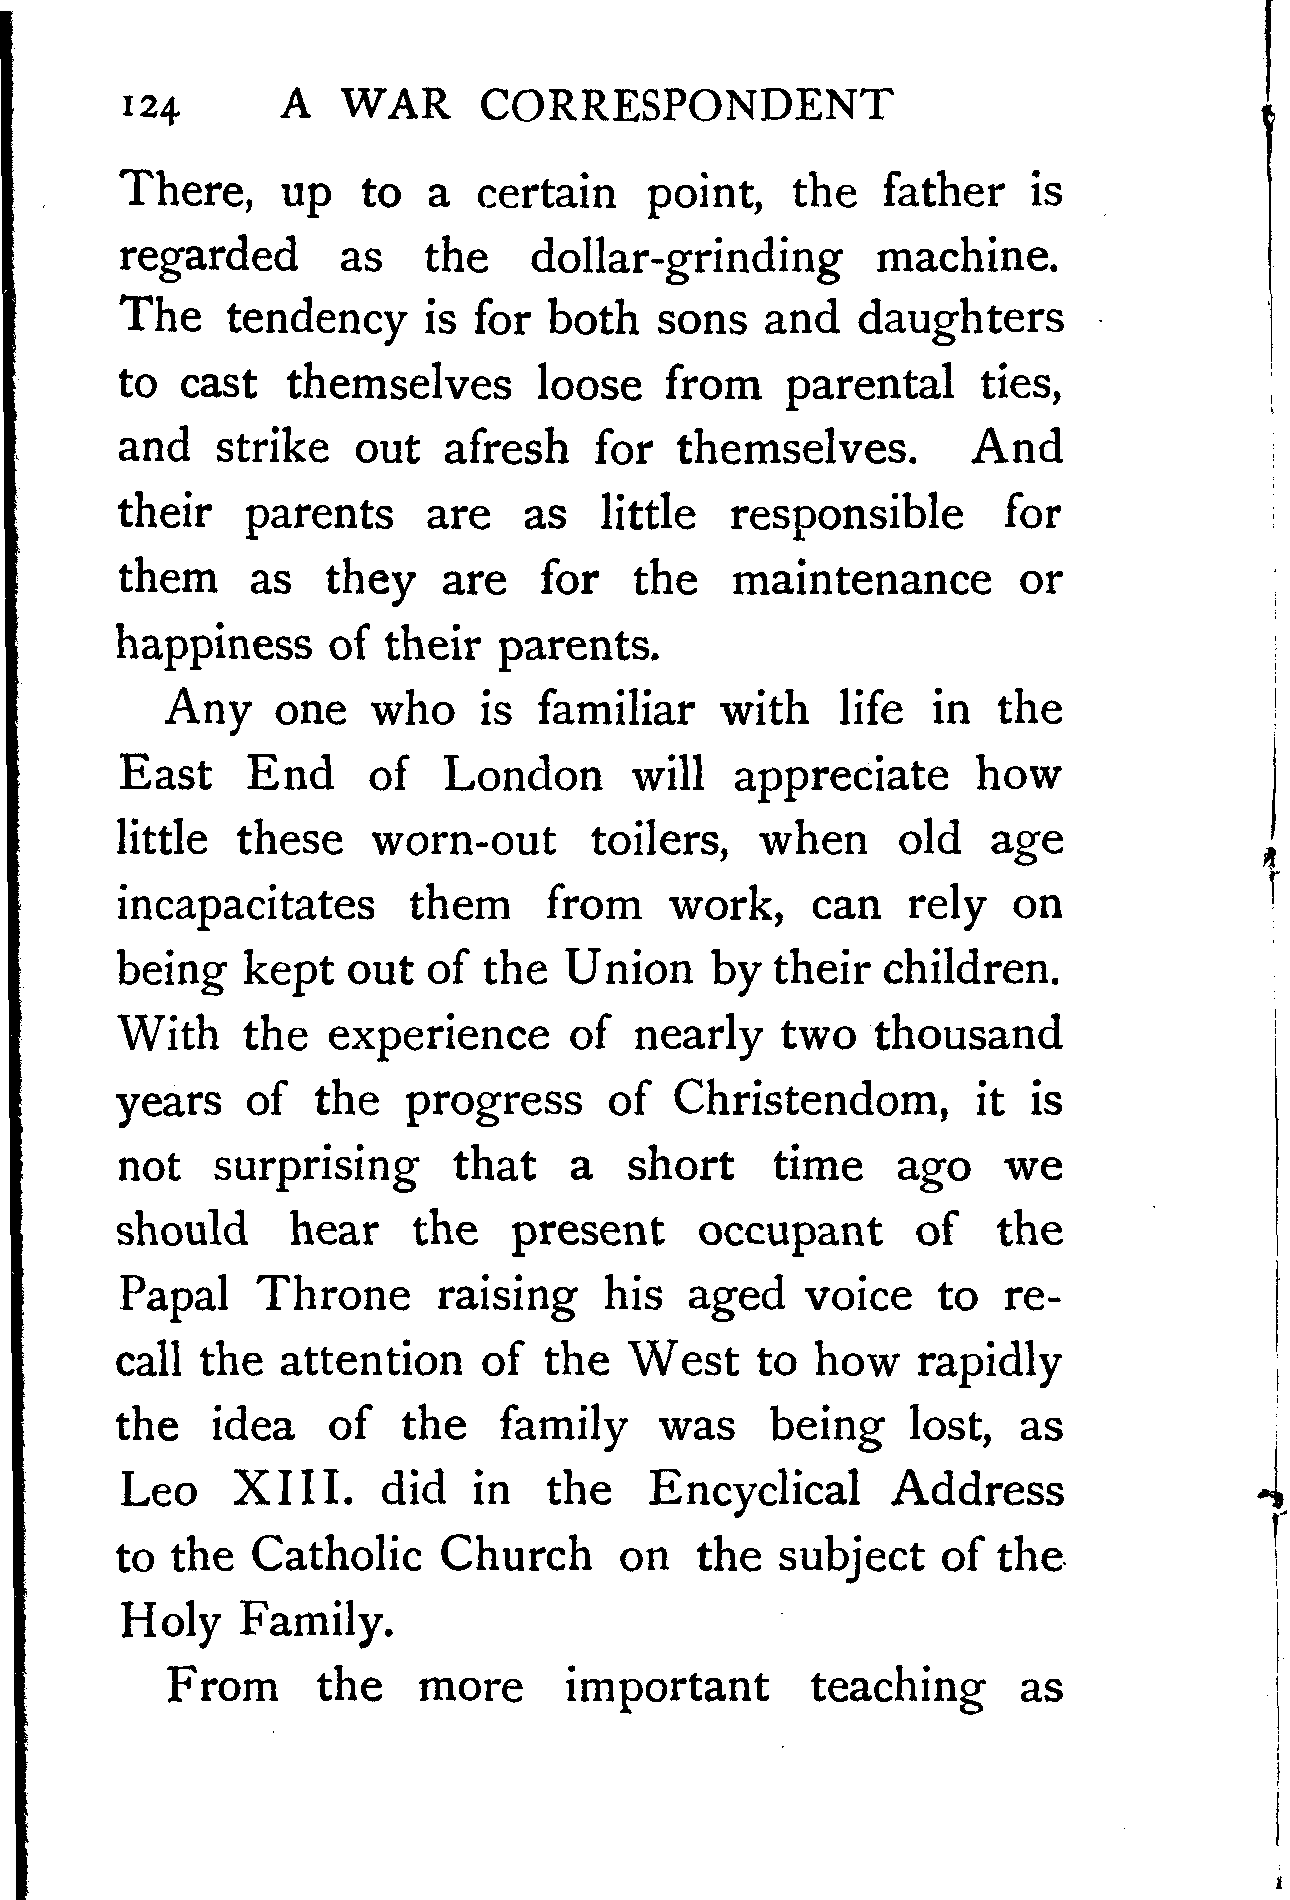 124 A WAR CORRESPONDENT
There, up to a certain point, the father is
regarded as the dollar-grinding machine.
The tendency is for both sons and daughters
to cast themselves loose from parental ties,
and strike out afresh for themselves. And
their parents are as little responsible for
them as they are for the maintenance or
happiness of their parents.
Any one who is familiar with life in the
East End of London will appreciate how
little these worn-out toilers, when old age
incapacitates them from work, can rely on
being kept out of the Union by their children.
With the experience of nearly two thousand
years of the progress of Christendom, it is
not surprising that a short time ago we
should hear the present occupant of the
Papal Throne raising his aged voice to re-
call the attention of the West to how rapidly
the idea of the family was being lost, as
Leo XIII. did in the Encyclical Address
to the Catholic Church on the subject of the
Holy Family.
From the more important teaching as